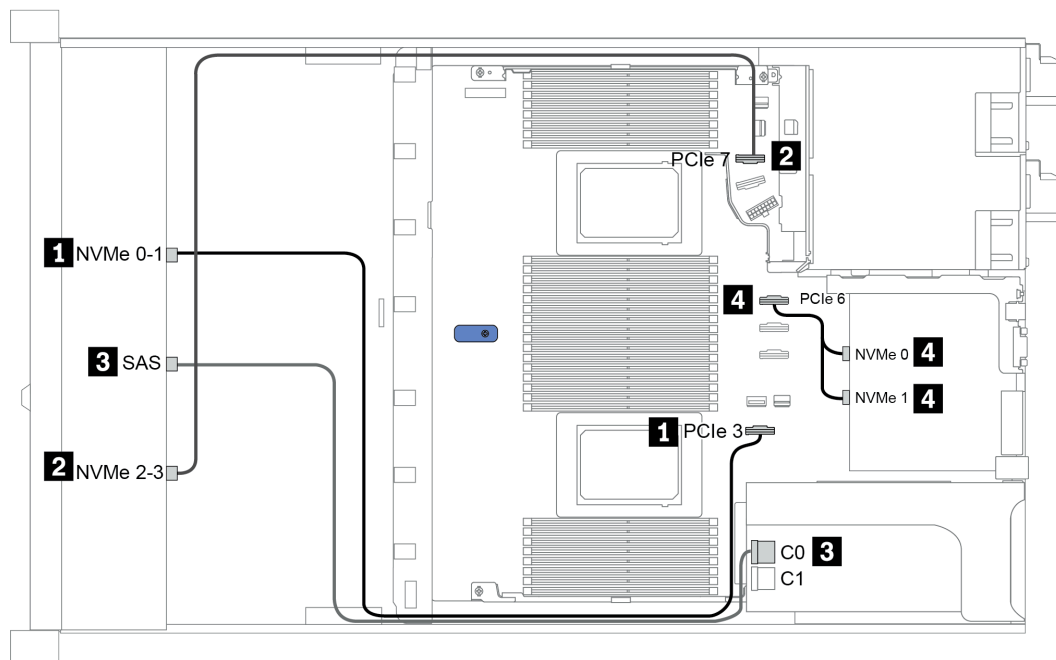 PCIe 7 2
1 NVMe 0-1
4 PCIe 6
NVMe 0 4
3 SAS
NVMe 1 4
1 PCIe 3
2 NVMe 2-3
C0 3
C1